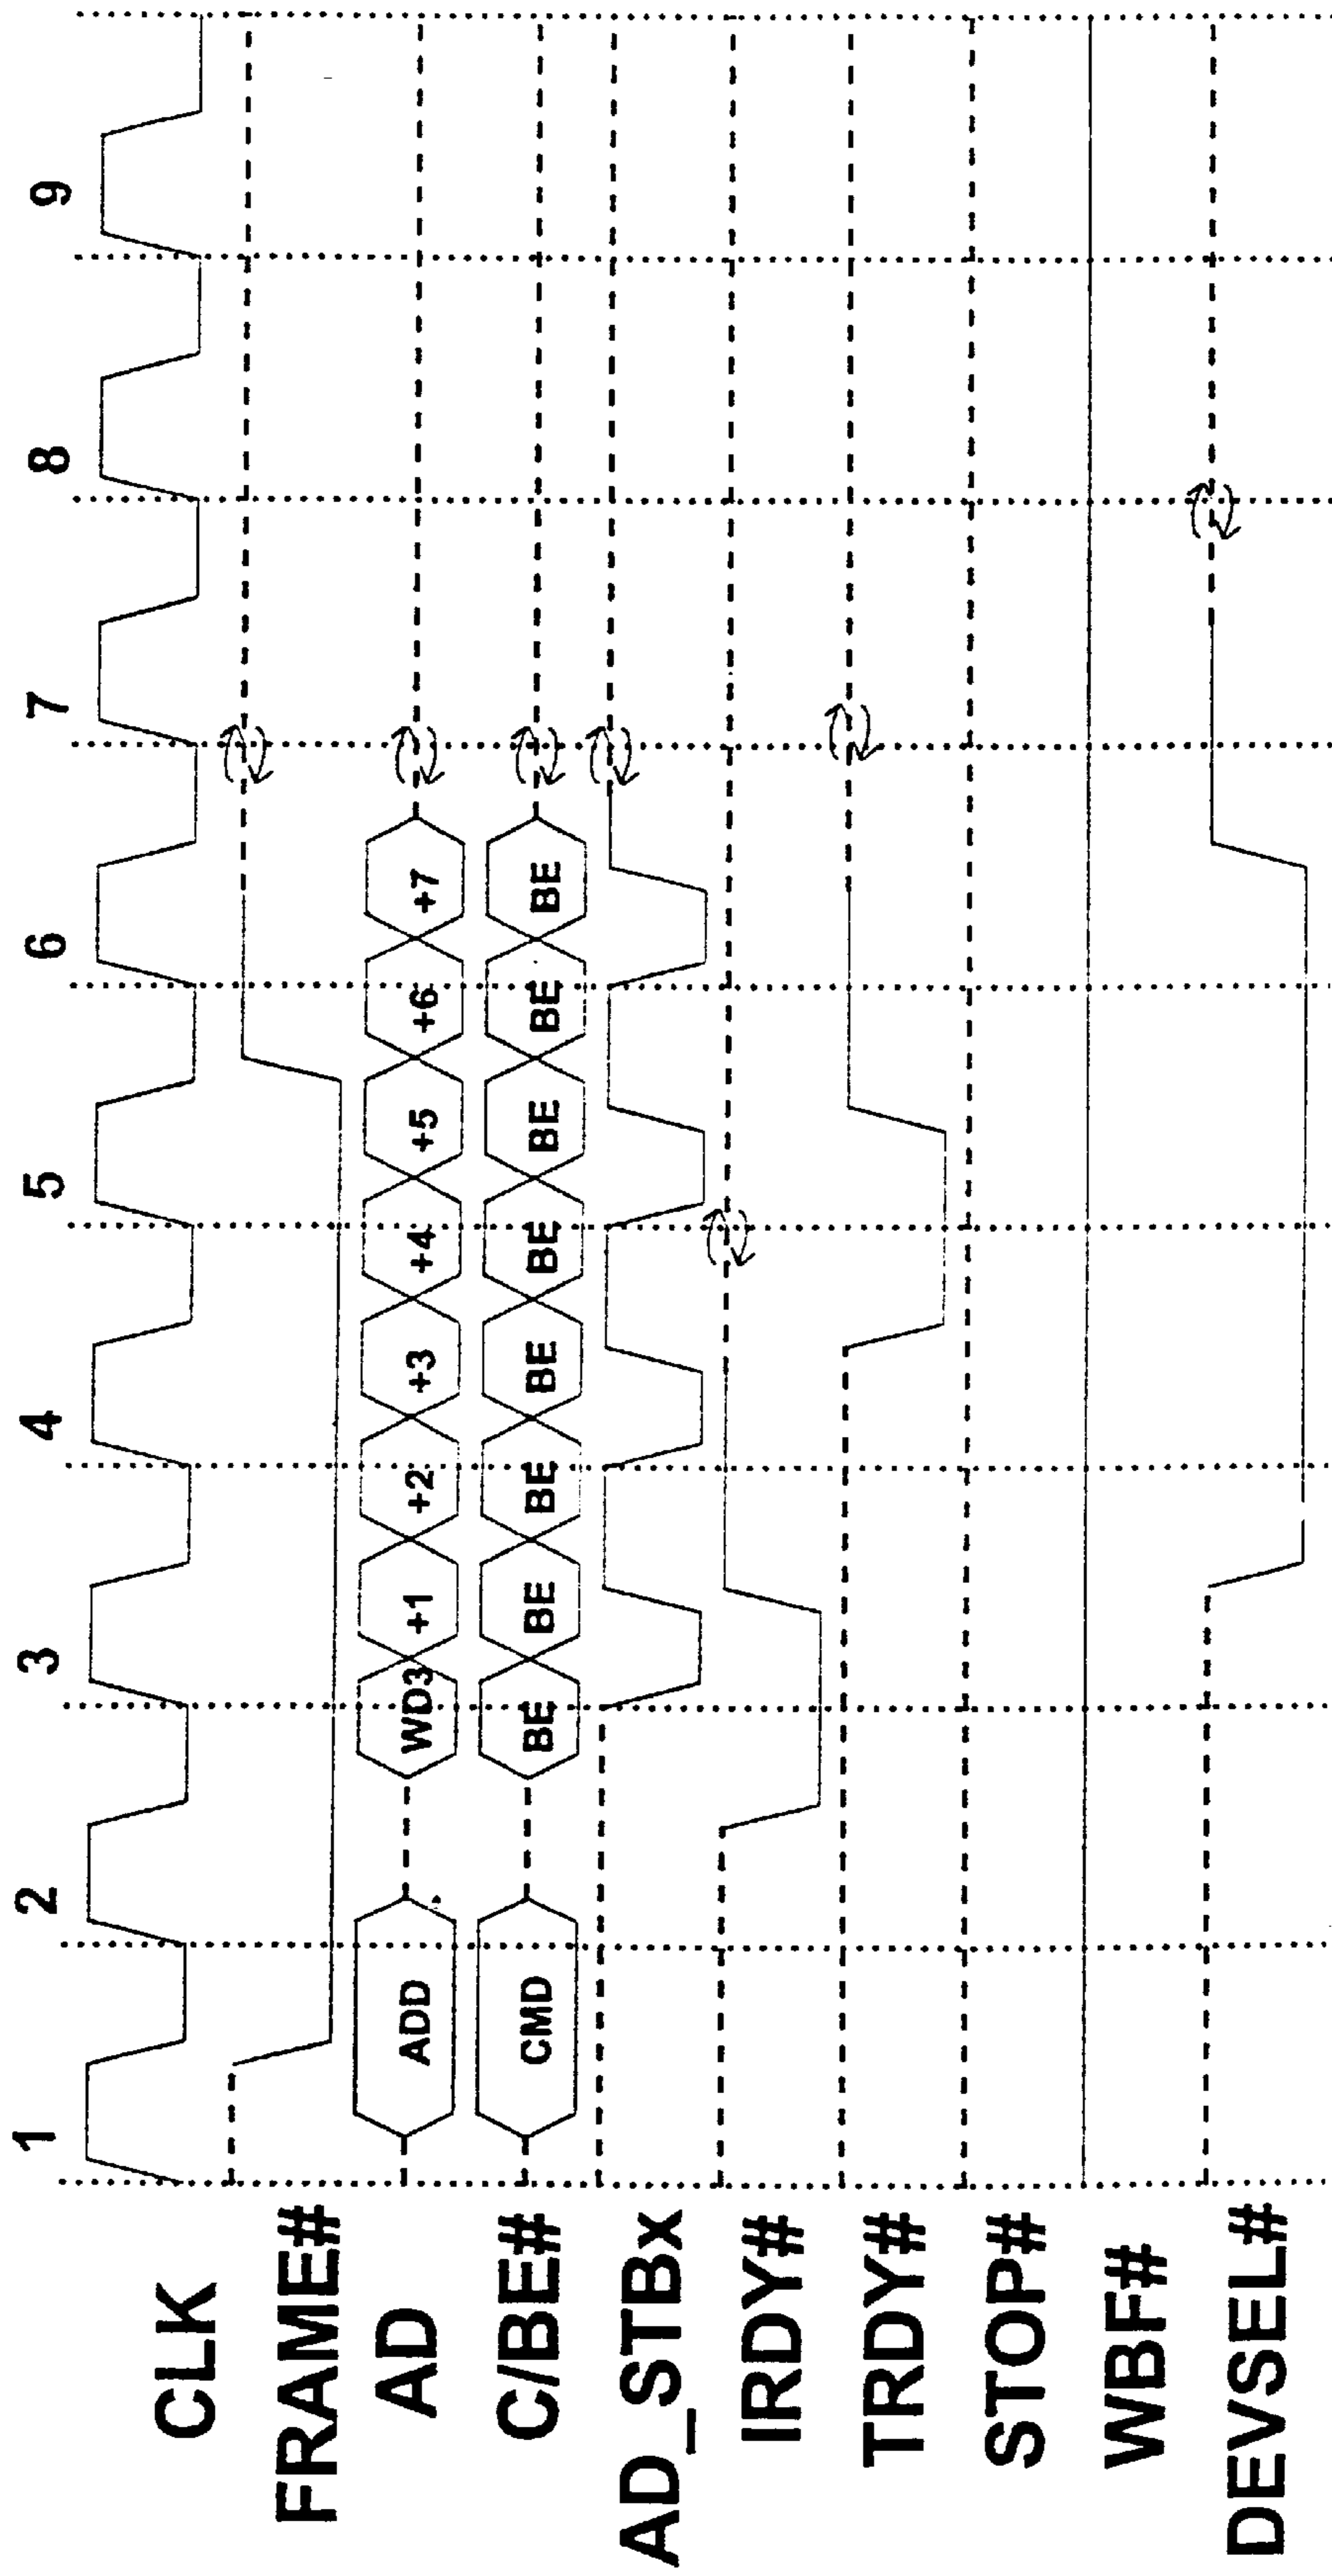 1 2 3 4 5 6 7 8 9
CLK
FRAME#
AD ADD WD3 +1 +2 +3 +4 +5 +6 +7
C/BE# CMD BE BE BE BE BE BE BE BE
AD_STBx
IRDY#
TRDY#
STOP#
WBF#
DEVSEL#